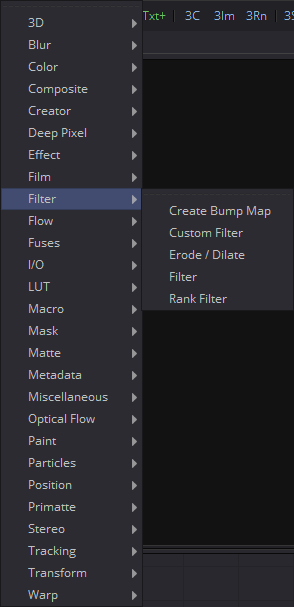 Txt+ 3C 3Im 3Rn
3D
Blur
Color
Composite
Creator
Deep Pixel
Effect
Film
Filter
Flow
Fuses
I/O
LUT
Macro
Mask
Matte
Metadata
Miscellaneous
Optical Flow
Paint
Particles
Position
Primatte
Stereo
Tracking
Transform
Warp
Create Bump Map
Custom Filter
Erode / Dilate
Filter
Rank Filter